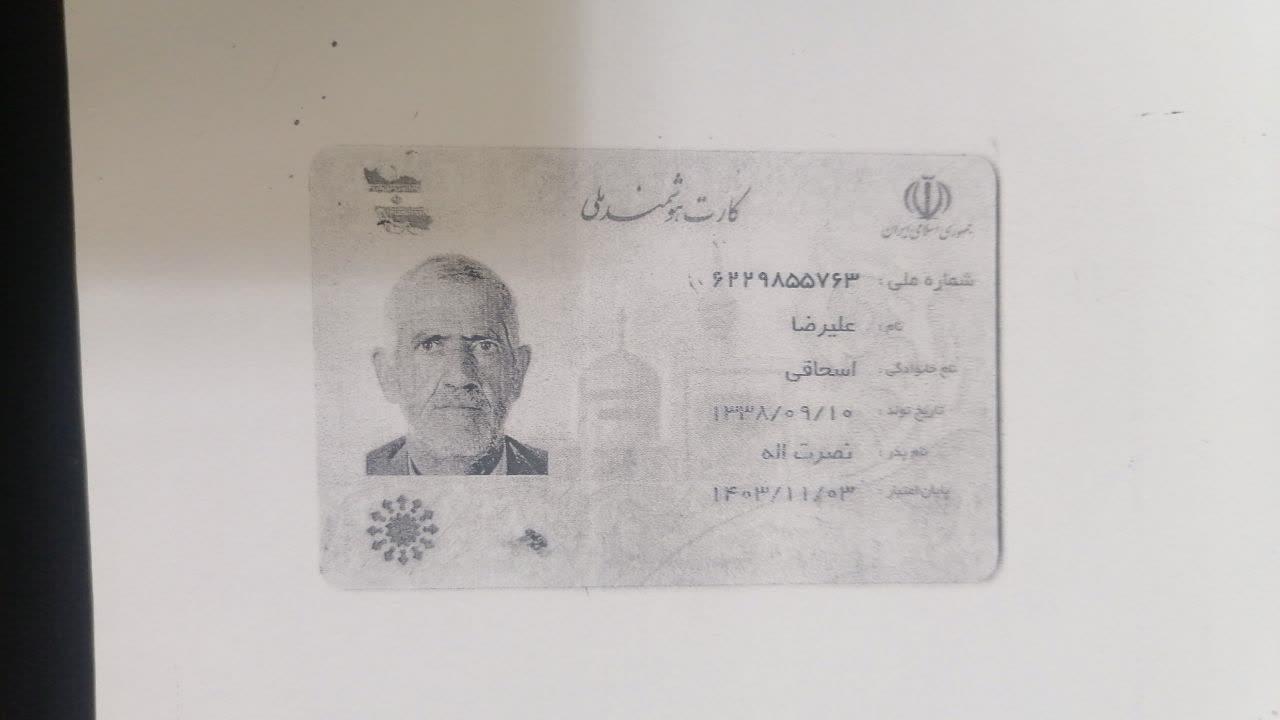 جمهوری اسلامی ایران
کارت هوشمند ملی
شماره ملی : ۶۲۲۹۸۵۵۷۶۳
نام : علیرضا
نام خانوادگی : اسحاقی
تاریخ تولد : ۱۳۳۸/۰۹/۱۰
نام پدر : نصرت اله
پایان اعتبار : ۱۴۰۳/۱۱/۰۳